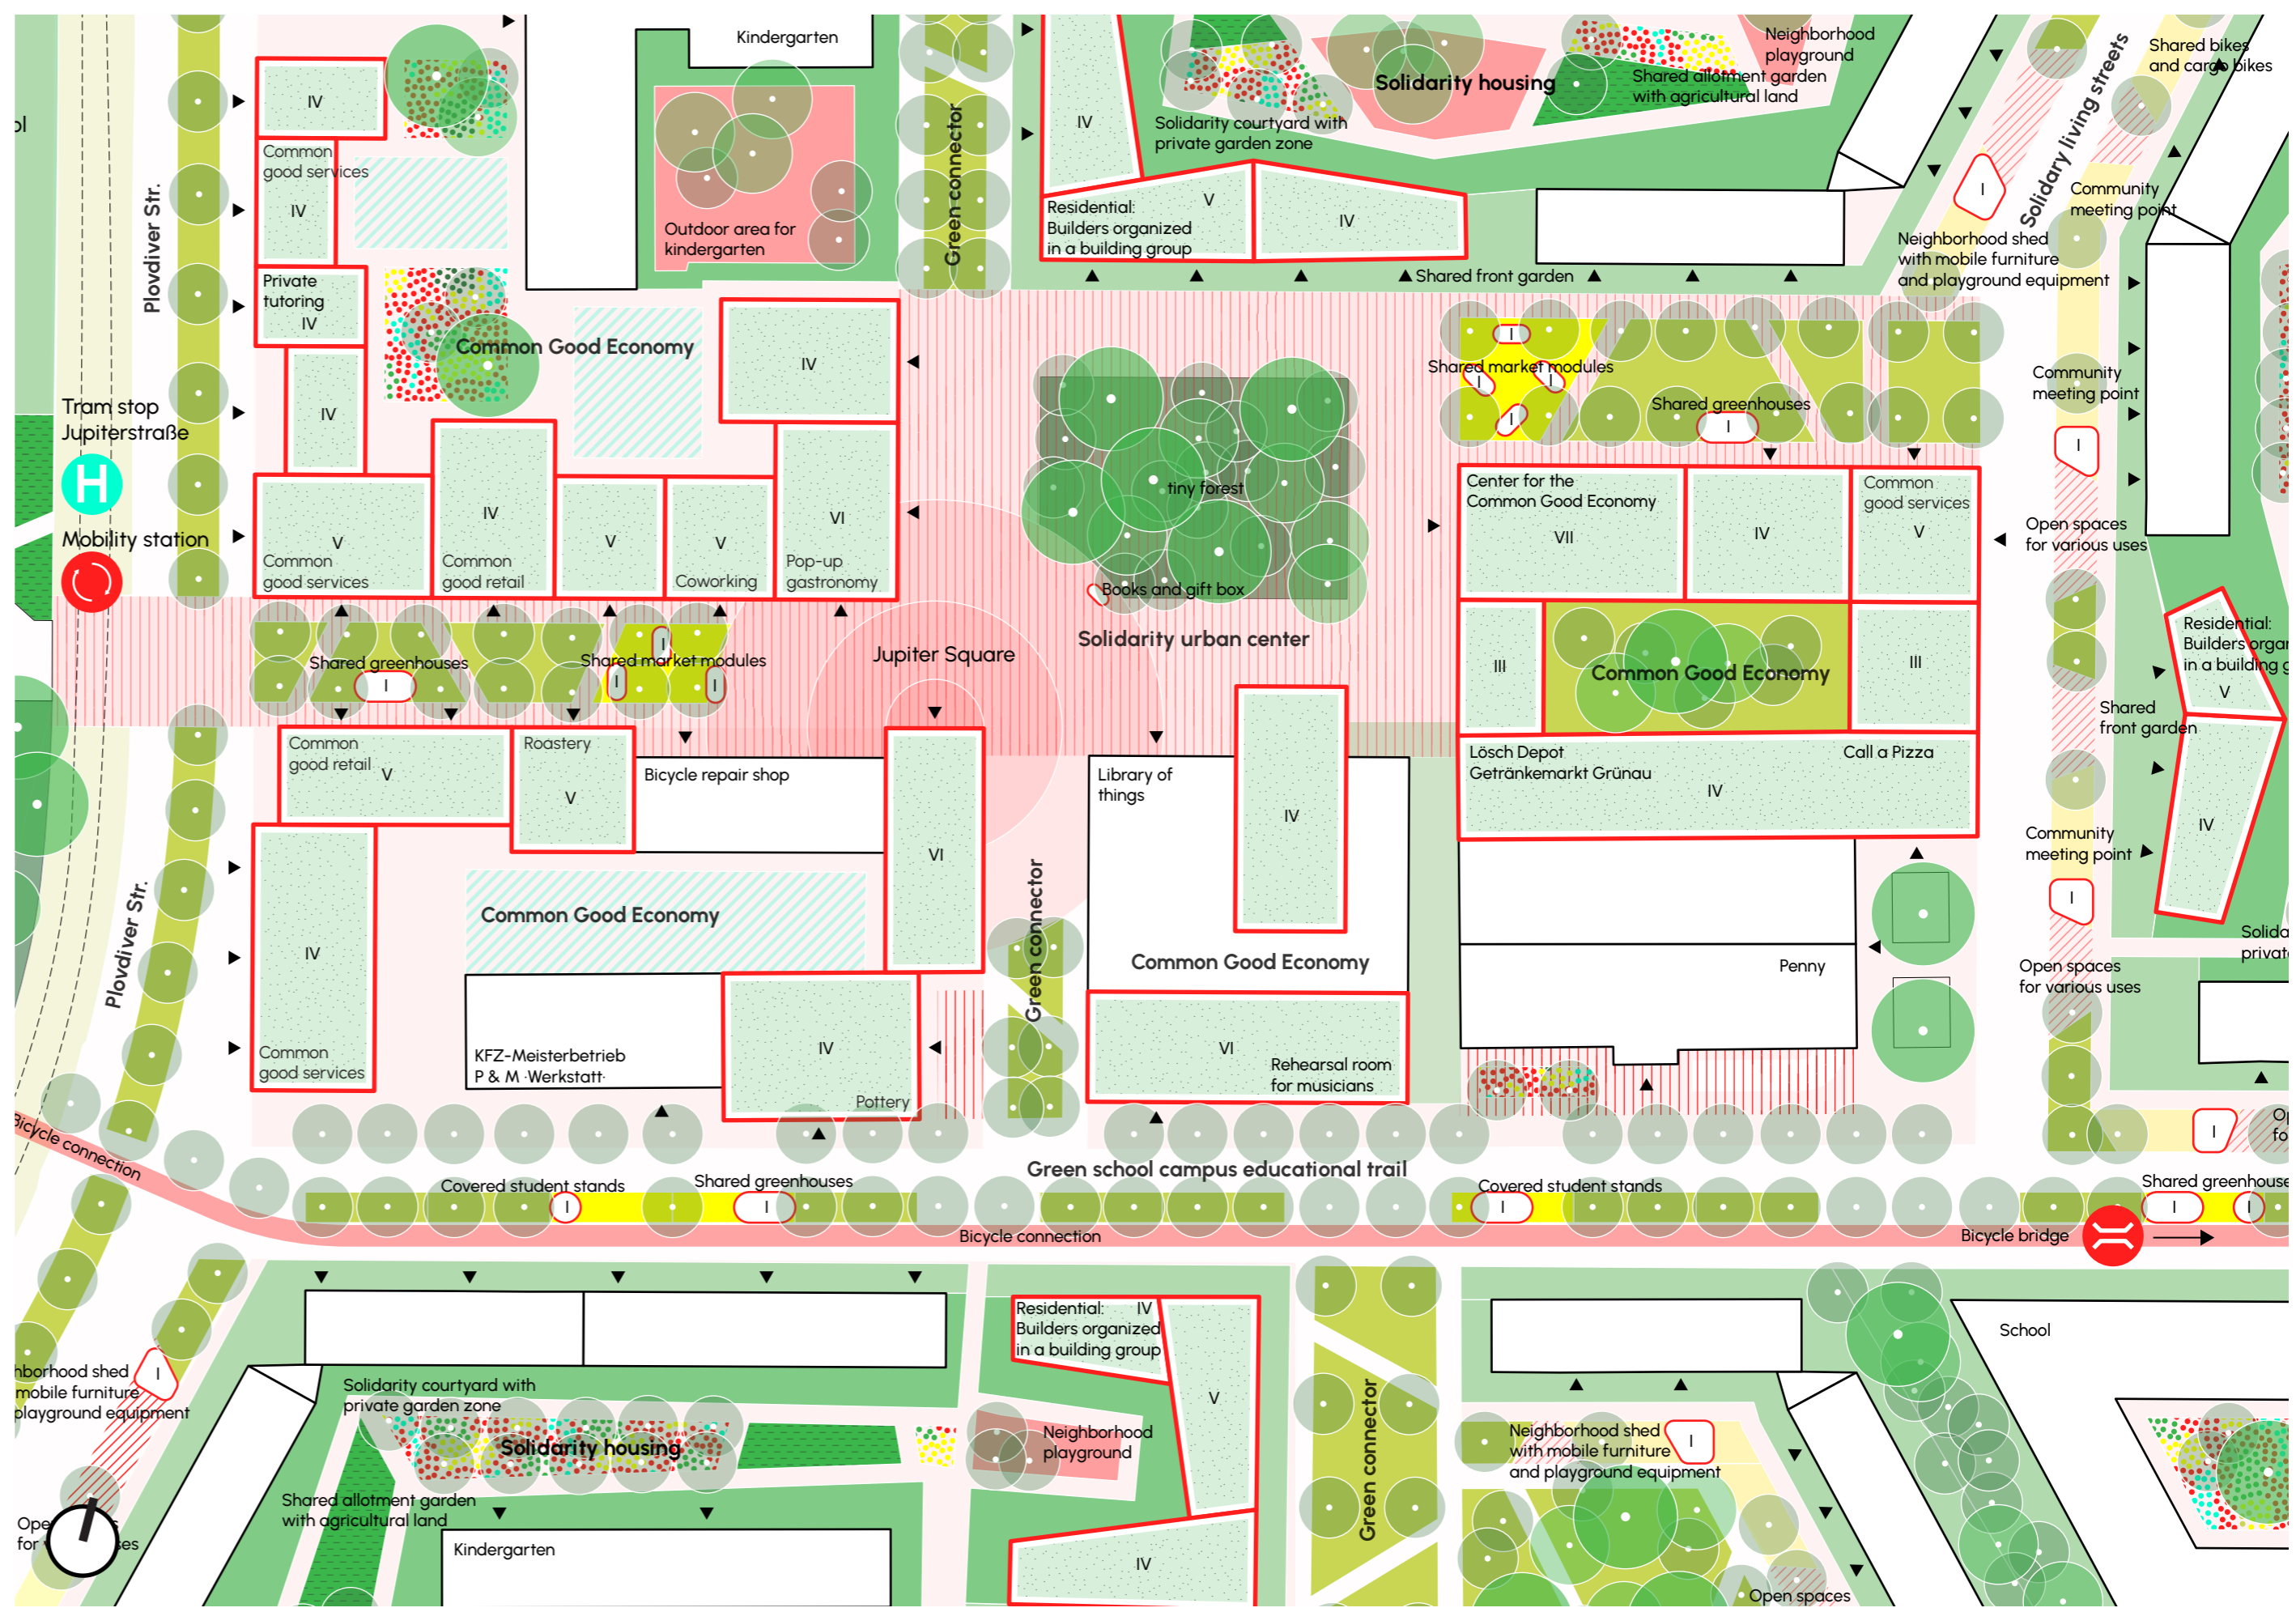 Kindergarten
Neighborhood
playground
Shared bikes
and cargo bikes
Solidarity housing
Shared allotment garden
with agricultural land
IV
IV
Solidarity courtyard with
private garden zone
Green connector
Solidary living streets
Common
good services
IV
Plovdiver Str.
I
Community
meeting point
Residential:
Builders organized
in a building group
V
IV
Outdoor area for
kindergarten
Neighborhood shed
with mobile furniture
and playground equipment
Shared front garden
Private
tutoring
IV
Common Good Economy
IV
I
Shared market modules
I
I
I
Shared greenhouses
I
Community
meeting point
I
IV
Tram stop
Jupiterstraße
H
Mobility station
V
Common
good services
IV
Common
good retail
V
V
Coworking
VI
Pop-up
gastronomy
tiny forest
Books and gift box
Solidarity urban center
Center for the
Common Good Economy
VII
IV
Common
good services
V
Open spaces
for various uses
III
Common Good Economy
III
Residential:
Builders orga
in a building g
V
Shared greenhouses
I
Shared market modules
I
I
I
Jupiter Square
Shared
front garden
Common
good retail
V
Roastery
V
Bicycle repair shop
VI
Library of
things
IV
Lösch Depot
Getränkemarkt Grünau
Call a Pizza
IV
IV
Community
meeting point
I
Common Good Economy
Green connector
Common Good Economy
Penny
Plovdiver Str.
IV
Common
good services
Open spaces
for various uses
Solida
privat
KFZ-Meisterbetrieb
P & M ·Werkstatt·
IV
Pottery
VI
Rehearsal room
for musicians
I
Op
fo
Bicycle connection
Green school campus educational trail
Covered student stands
I
Shared greenhouses
I
Covered student stands
I
Shared greenhouse
I
I
Bicycle connection
Bicycle bridge
Residential:
IV
Builders organized
in a building group
V
School
hborhood shed
mobile furniture
playground equipment
I
Solidarity courtyard with
private garden zone
Solidarity housing
Neighborhood
playground
Green connector
Neighborhood shed
with mobile furniture
and playground equipment
I
Shared allotment garden
with agricultural land
Kindergarten
IV
Open spaces